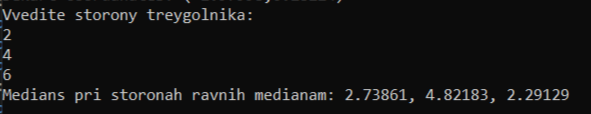 Vvedite storony treygolnika:
2
4
6
Medians pri storonah ravnih medianam: 2.73861, 4.82183, 2.29129